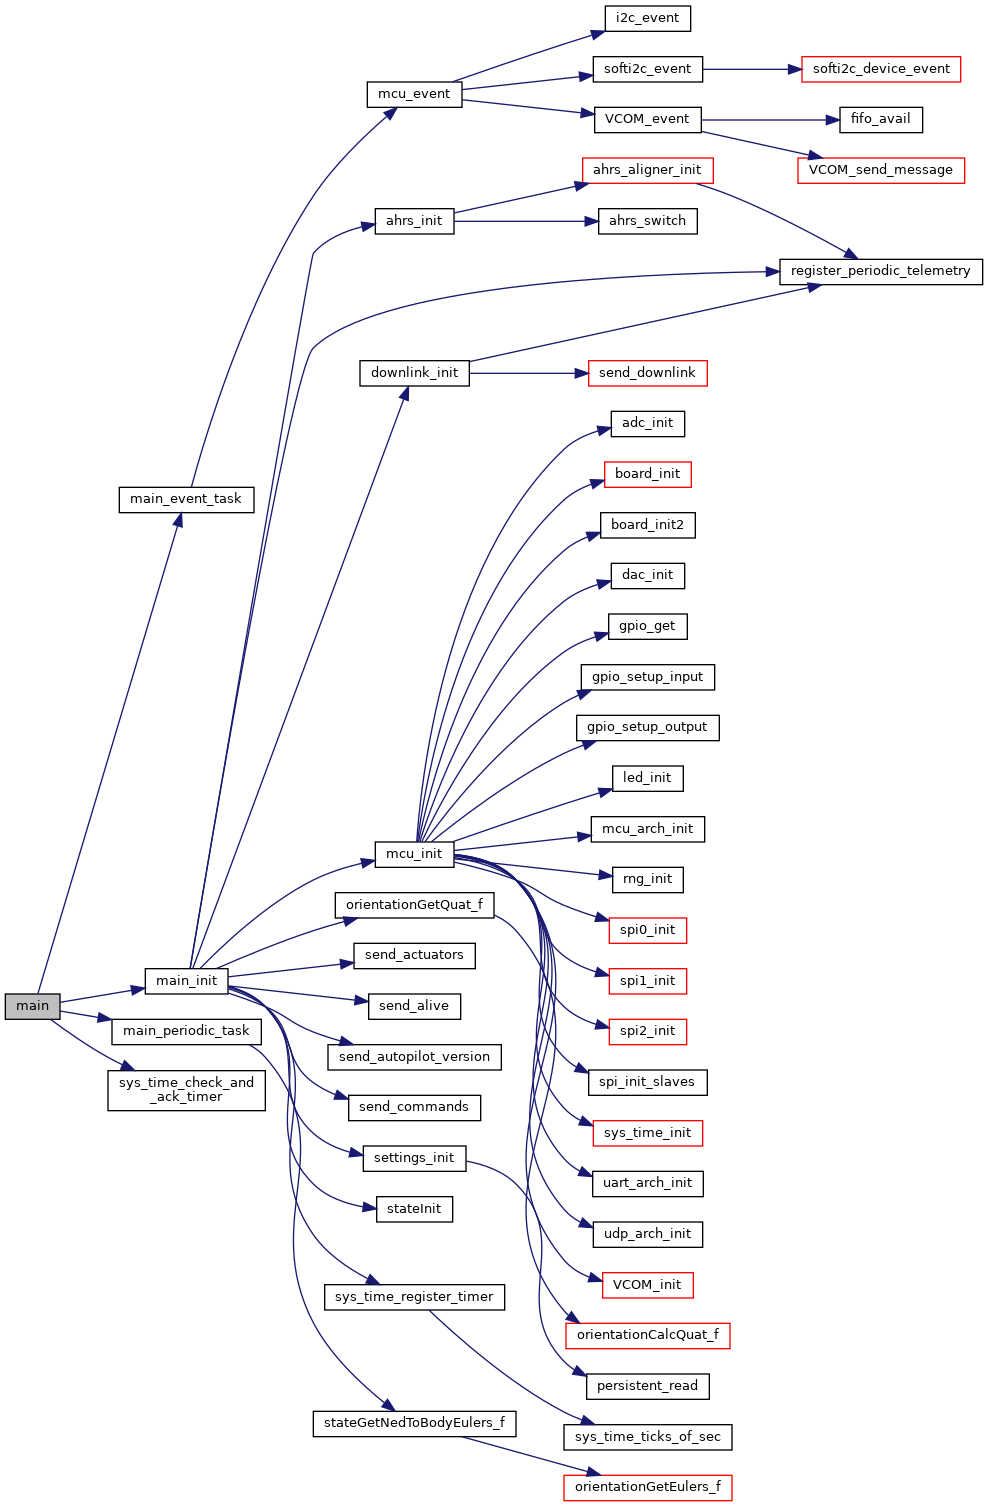 i2c_event
softi2c_event
softi2c_device_event
mcu_event
VCOM_event
fifo_avail
ahrs_aligner_init
VCOM_send_message
ahrs_init
ahrs_switch
register_periodic_telemetry
downlink_init
send_downlink
adc_init
board_init
main_event_task
board_init2
dac_init
gpio_get
gpio_setup_input
gpio_setup_output
led_init
mcu_arch_init
mcu_init
rng_init
orientationGetQuat_f
spi0_init
send_actuators
main_init
spi1_init
main
send_alive
main_periodic_task
spi2_init
send_autopilot_version
sys_time_check_and
_ack_timer
spi_init_slaves
send_commands
sys_time_init
settings_init
uart_arch_init
stateInit
udp_arch_init
VCOM_init
sys_time_register_timer
orientationCalcQuat_f
persistent_read
stateGetNedToBodyEulers_f
sys_time_ticks_of_sec
orientationGetEulers_f